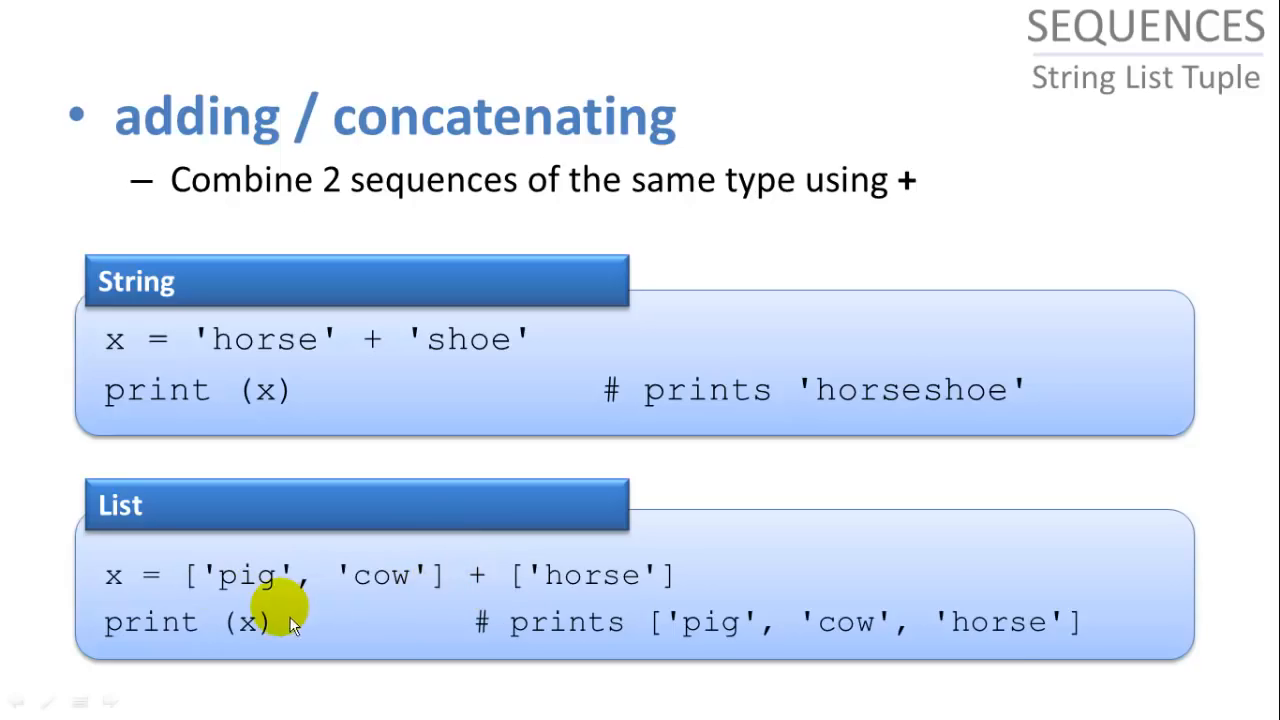 SEQUENCES
String List Tuple
• adding / concatenating
– Combine 2 sequences of the same type using +
String
x = 'horse' + 'shoe'
print (x) # prints 'horseshoe'
List
x = ['pig', 'cow'] + ['horse']
print (x) # prints ['pig', 'cow', 'horse']